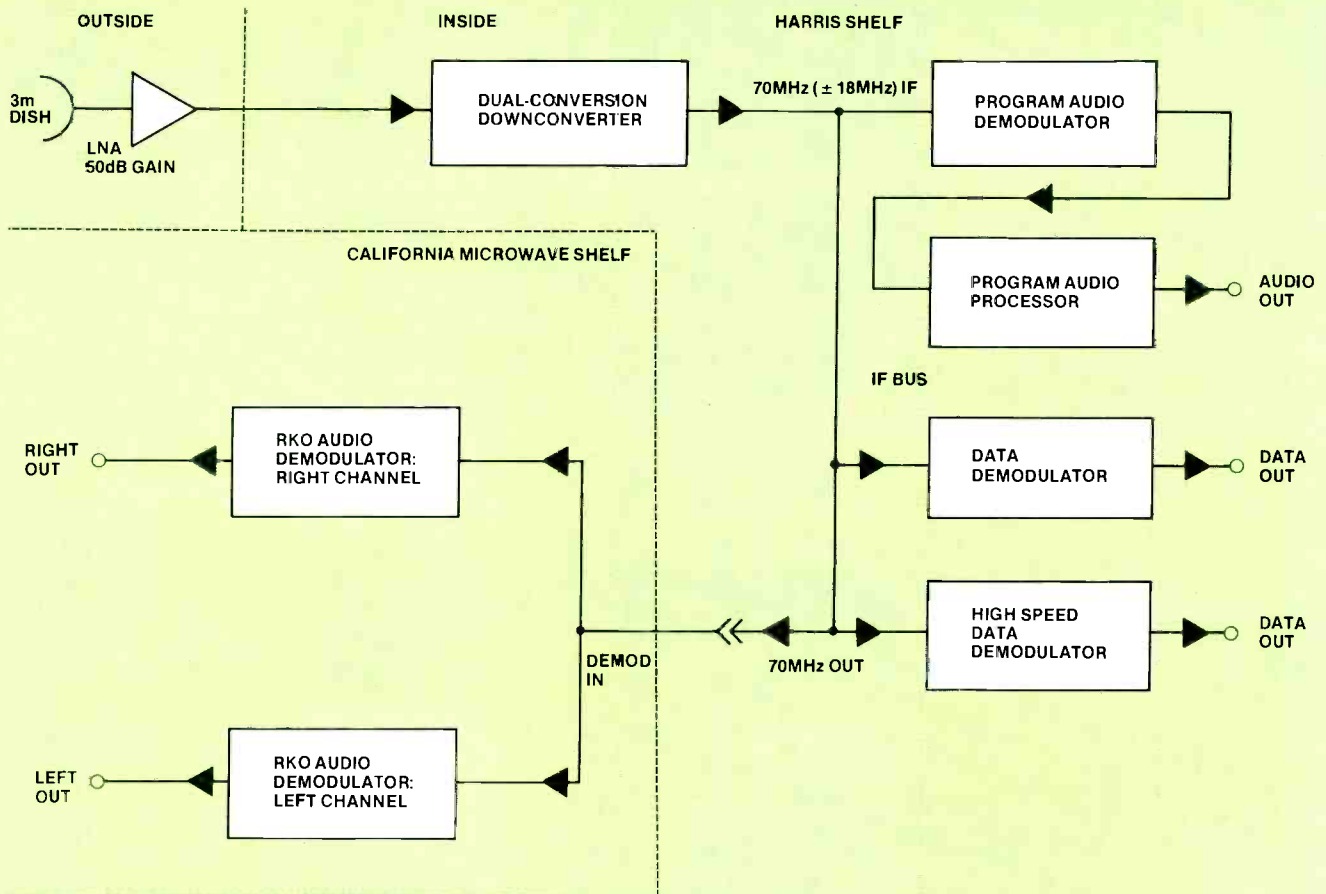 OUTSIDE
INSIDE
HARRIS SHELF
3m
DISH
LNA
50dB GAIN
DUAL-CONVERSION
DOWNCONVERTER
70MHz (± 18MHz) IF
PROGRAM AUDIO
DEMODULATOR
CALIFORNIA MICROWAVE SHELF
PROGRAM AUDIO
PROCESSOR
AUDIO
OUT
IF BUS
RIGHT
OUT
RKO AUDIO
DEMODULATOR:
RIGHT CHANNEL
DATA
DEMODULATOR
DATA
OUT
DEMOD
IN
70MHz OUT
HIGH SPEED
DATA
DEMODULATOR
DATA
OUT
LEFT
OUT
RKO AUDIO
DEMODULATOR:
LEFT CHANNEL